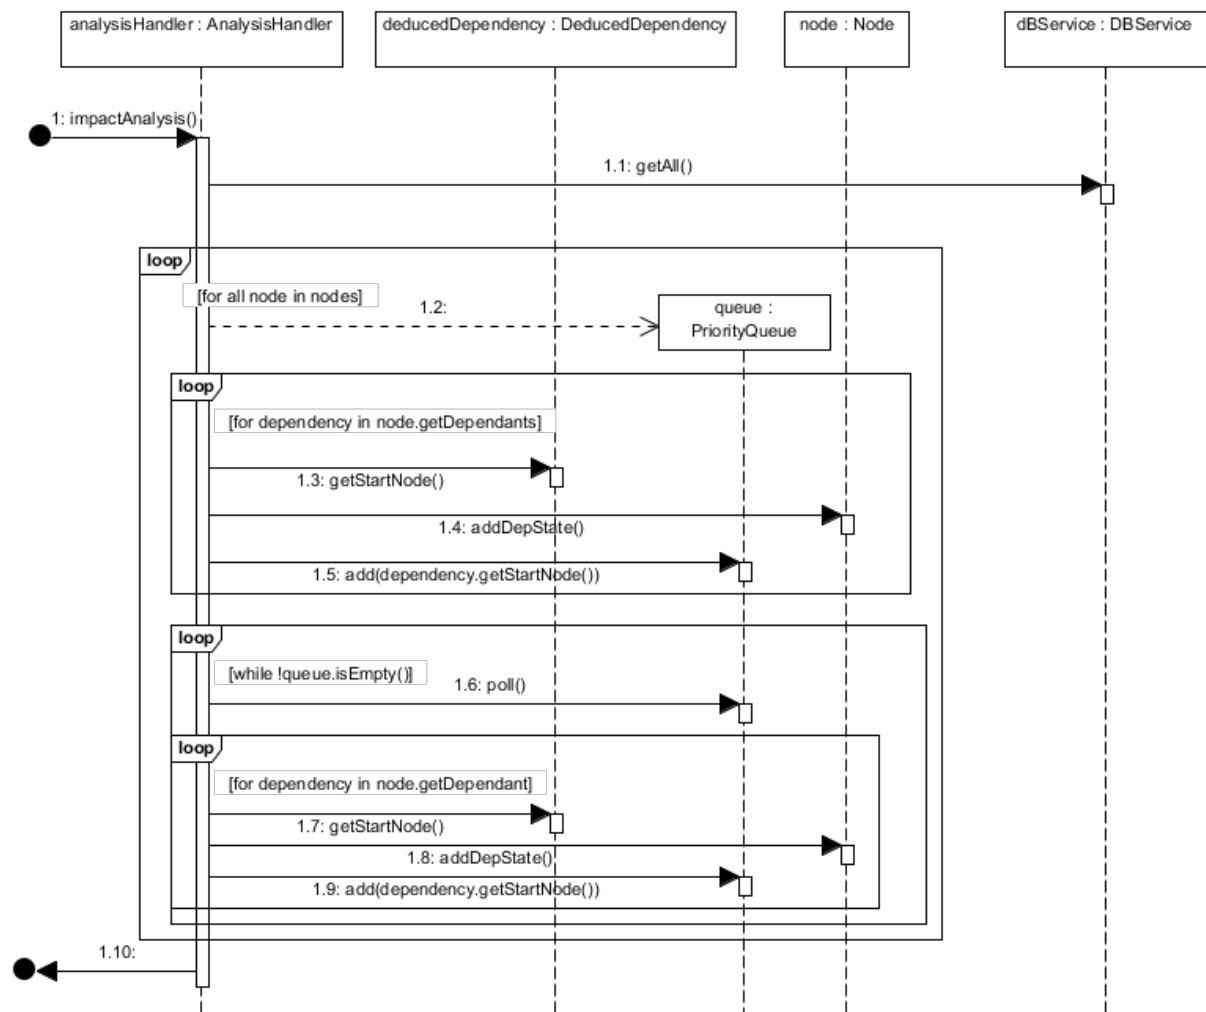 analysisHandler : AnalysisHandler
deducedDependency : DeducedDependency
node : Node
dBService : DBService
1: impactAnalysis()
1.1: getAll()
loop
[for all node in nodes]
1.2:
queue :
PriorityQueue
loop
[for dependency in node.getDependants]
1.3: getStartNode()
1.4: addDepState()
1.5: add(dependency.getStartNode())
loop
[while !queue.isEmpty()]
1.6: poll()
loop
[for dependency in node.getDependant]
1.7: getStartNode()
1.8: addDepState()
1.9: add(dependency.getStartNode())
1.10: